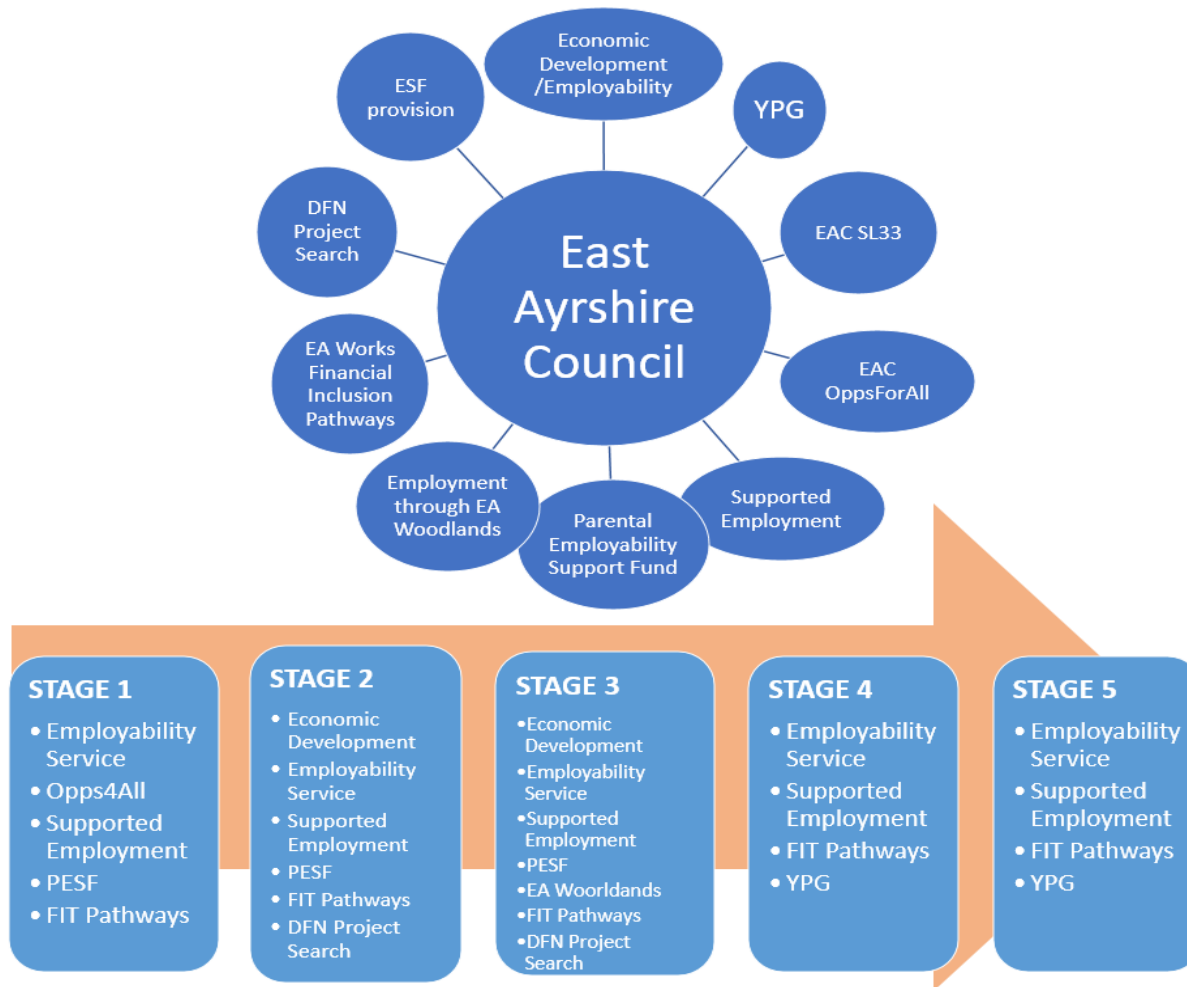 Economic
Development
/Employability
ESF
provision
YPG
DFN
Project
Search
EAC SL33
East
Ayrshire
Council
EA Works
Financial
Inclusion
Pathways
EAC
OppsForAll
Employment
through EA
Woodlands
Parental
Employability
Support Fund
Supported
Employment
STAGE 1
• Employability
Service
• Opps4All
• Supported
Employment
• PESF
• FIT Pathways
STAGE 2
• Economic
Development
• Employability
Service
• Supported
Employment
• PESF
• FIT Pathways
• DFN Project
Search
STAGE 3
•Economic
Development
•Employability
Service
•Supported
Employment
•PESF
•EA Woorldands
•FIT Pathways
•DFN Project
Search
STAGE 4
• Employability
Service
• Supported
Employment
• FIT Pathways
• YPG
STAGE 5
• Employability
Service
• Supported
Employment
• FIT Pathways
• YPG